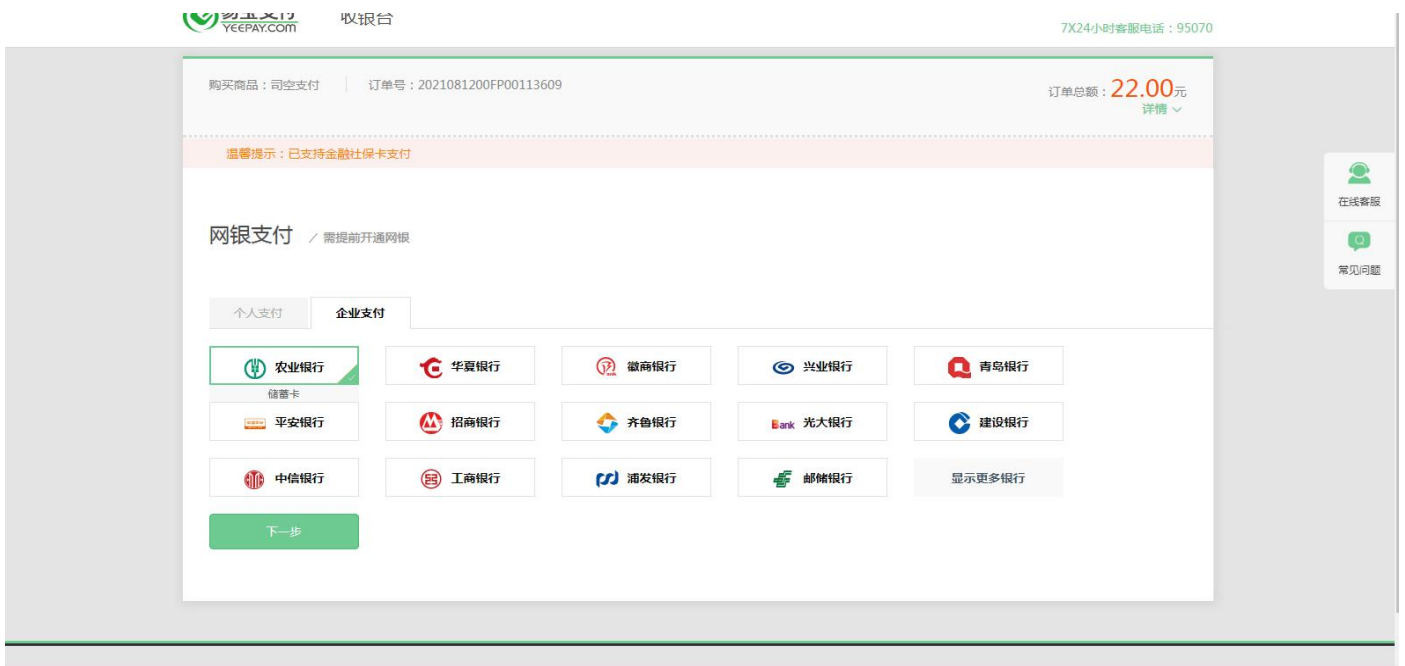 易宝支付
YEEPAY.COM
收银台
7X24小时客服电话：95070
购买商品：司空支付
订单号：2021081200FP00113609
订单总额：22.00元
详情
温馨提示：已支持金融社保卡支付
在线客服
常见问题
网银支付 / 需提前开通网银
个人支付 企业支付
农业银行 华夏银行 徽商银行 兴业银行 青岛银行
储蓄卡
平安银行 招商银行 齐鲁银行 Bank 光大银行 建设银行
中信银行 工商银行 浦发银行 邮储银行 显示更多银行
下一步